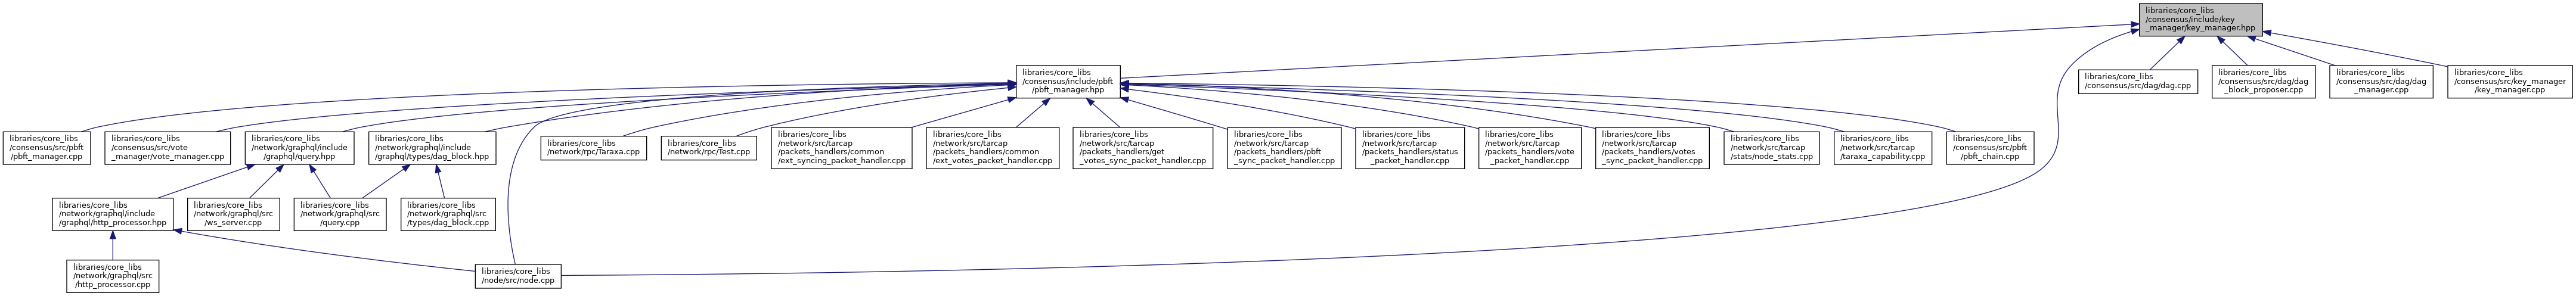 libraries/core_libs
/consensus/include/key
_manager/key_manager.hpp
libraries/core_libs
/consensus/include/pbft
/pbft_manager.hpp
libraries/core_libs
/consensus/src/dag/dag.cpp
libraries/core_libs
/consensus/src/dag/dag
_block_proposer.cpp
libraries/core_libs
/consensus/src/dag/dag
_manager.cpp
libraries/core_libs
/consensus/src/key_manager
/key_manager.cpp
libraries/core_libs
/consensus/src/pbft
/pbft_manager.cpp
libraries/core_libs
/consensus/src/vote
_manager/vote_manager.cpp
libraries/core_libs
/network/graphql/include
/graphql/query.hpp
libraries/core_libs
/network/graphql/include
/graphql/types/dag_block.hpp
libraries/core_libs
/network/rpc/Taraxa.cpp
libraries/core_libs
/network/rpc/Test.cpp
libraries/core_libs
/network/src/tarcap
/packets_handlers/common
/ext_syncing_packet_handler.cpp
libraries/core_libs
/network/src/tarcap
/packets_handlers/common
/ext_votes_packet_handler.cpp
libraries/core_libs
/network/src/tarcap
/packets_handlers/get
_votes_sync_packet_handler.cpp
libraries/core_libs
/network/src/tarcap
/packets_handlers/pbft
_sync_packet_handler.cpp
libraries/core_libs
/network/src/tarcap
/packets_handlers/status
_packet_handler.cpp
libraries/core_libs
/network/src/tarcap
/packets_handlers/vote
_packet_handler.cpp
libraries/core_libs
/network/src/tarcap
/packets_handlers/votes
_sync_packet_handler.cpp
libraries/core_libs
/network/src/tarcap
/stats/node_stats.cpp
libraries/core_libs
/network/src/tarcap
/taraxa_capability.cpp
libraries/core_libs
/consensus/src/pbft
/pbft_chain.cpp
libraries/core_libs
/network/graphql/include
/graphql/http_processor.hpp
libraries/core_libs
/network/graphql/src
/ws_server.cpp
libraries/core_libs
/network/graphql/src
/query.cpp
libraries/core_libs
/network/graphql/src
/types/dag_block.cpp
libraries/core_libs
/network/graphql/src
/http_processor.cpp
libraries/core_libs
/node/src/node.cpp